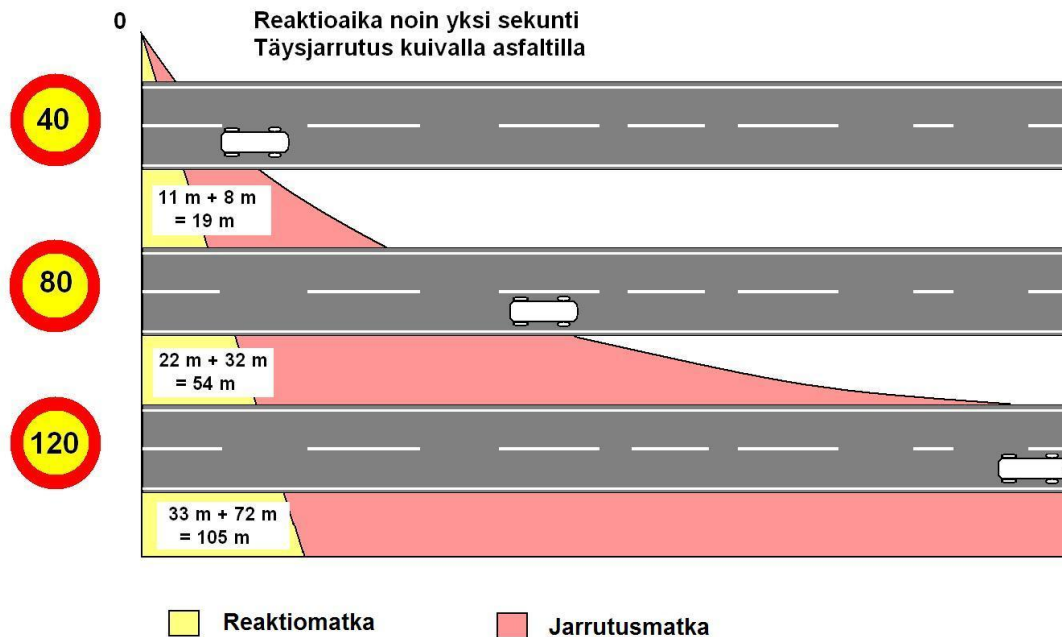 0
Reaktioaika noin yksi sekunti
Täysjarrutus kuivalla asfaltilla
40
11 m + 8 m
= 19 m
80
22 m + 32 m
= 54 m
120
33 m + 72 m
= 105 m
Reaktiomatka
Jarrutusmatka